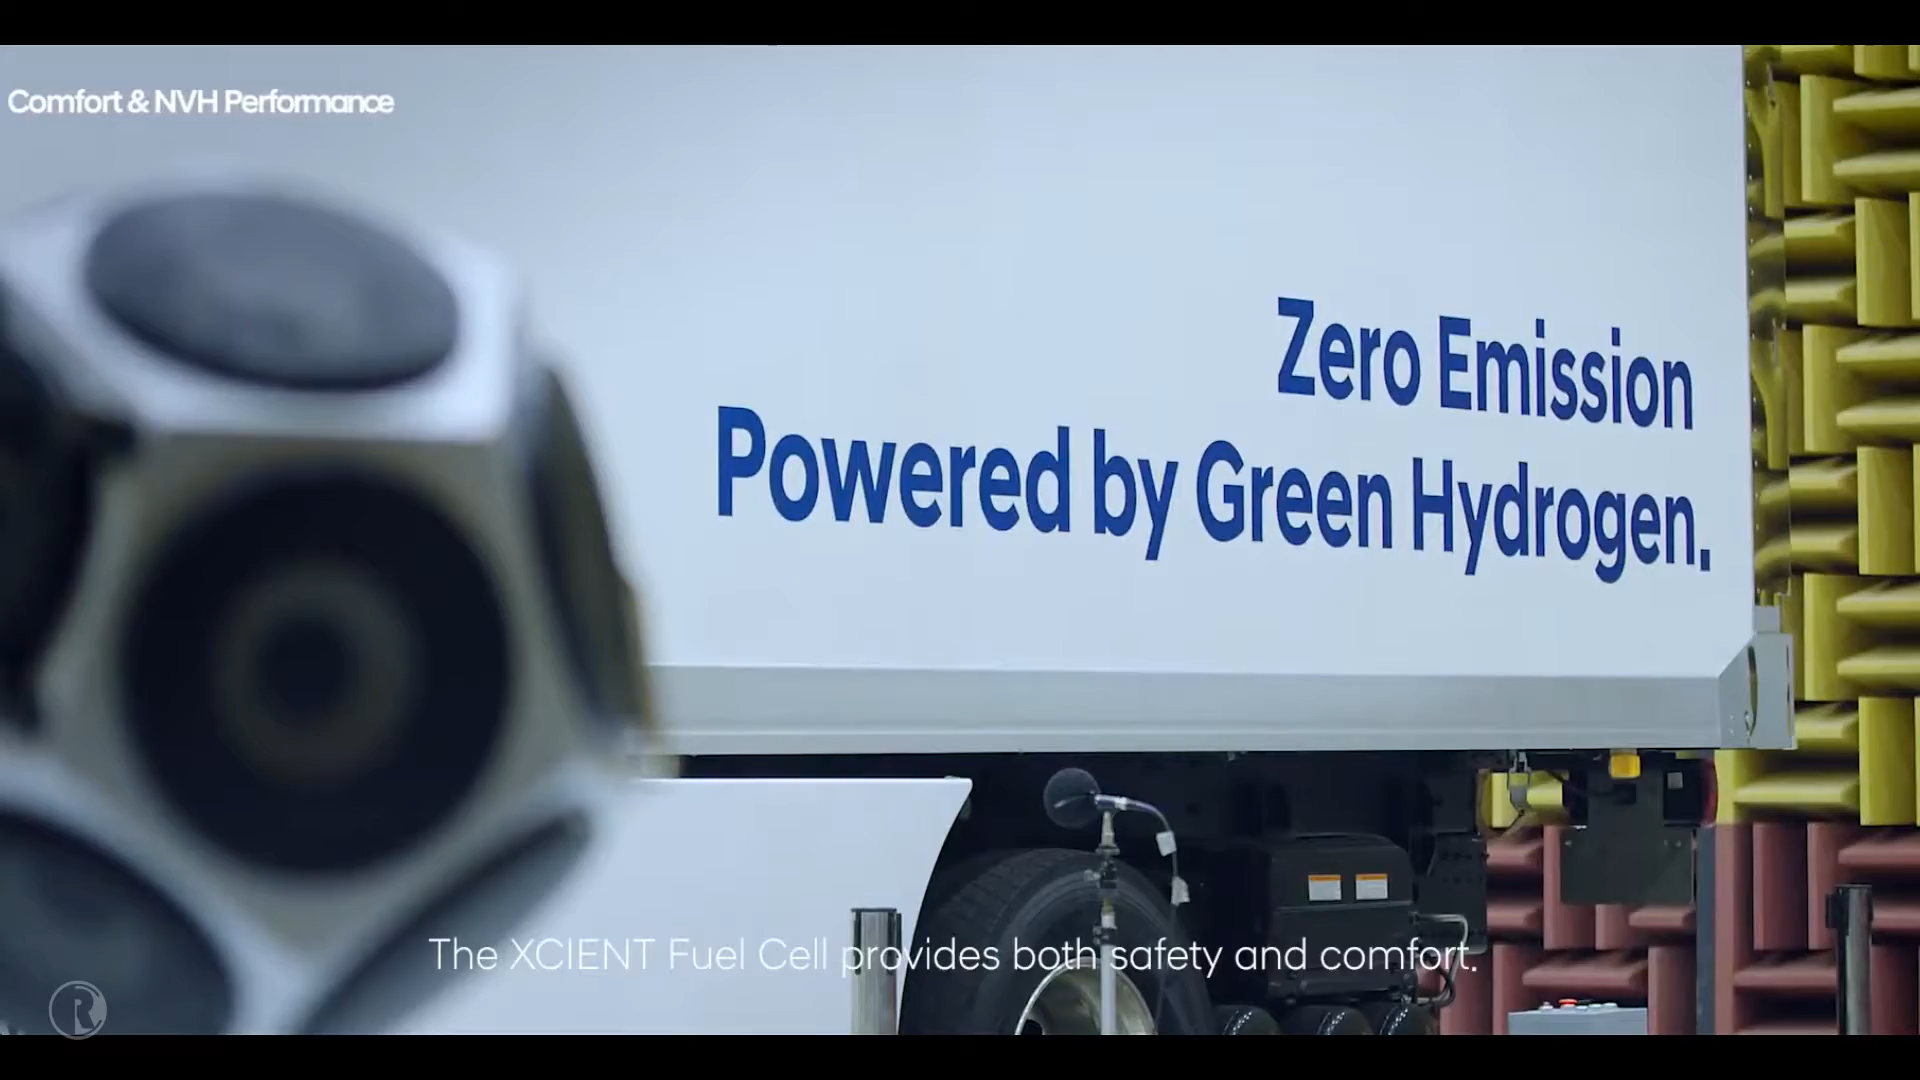 Comfort & NVH Performance
Zero Emission
Powered by Green Hydrogen.
The XCIENT Fuel Cell provides both safety and comfort.
R